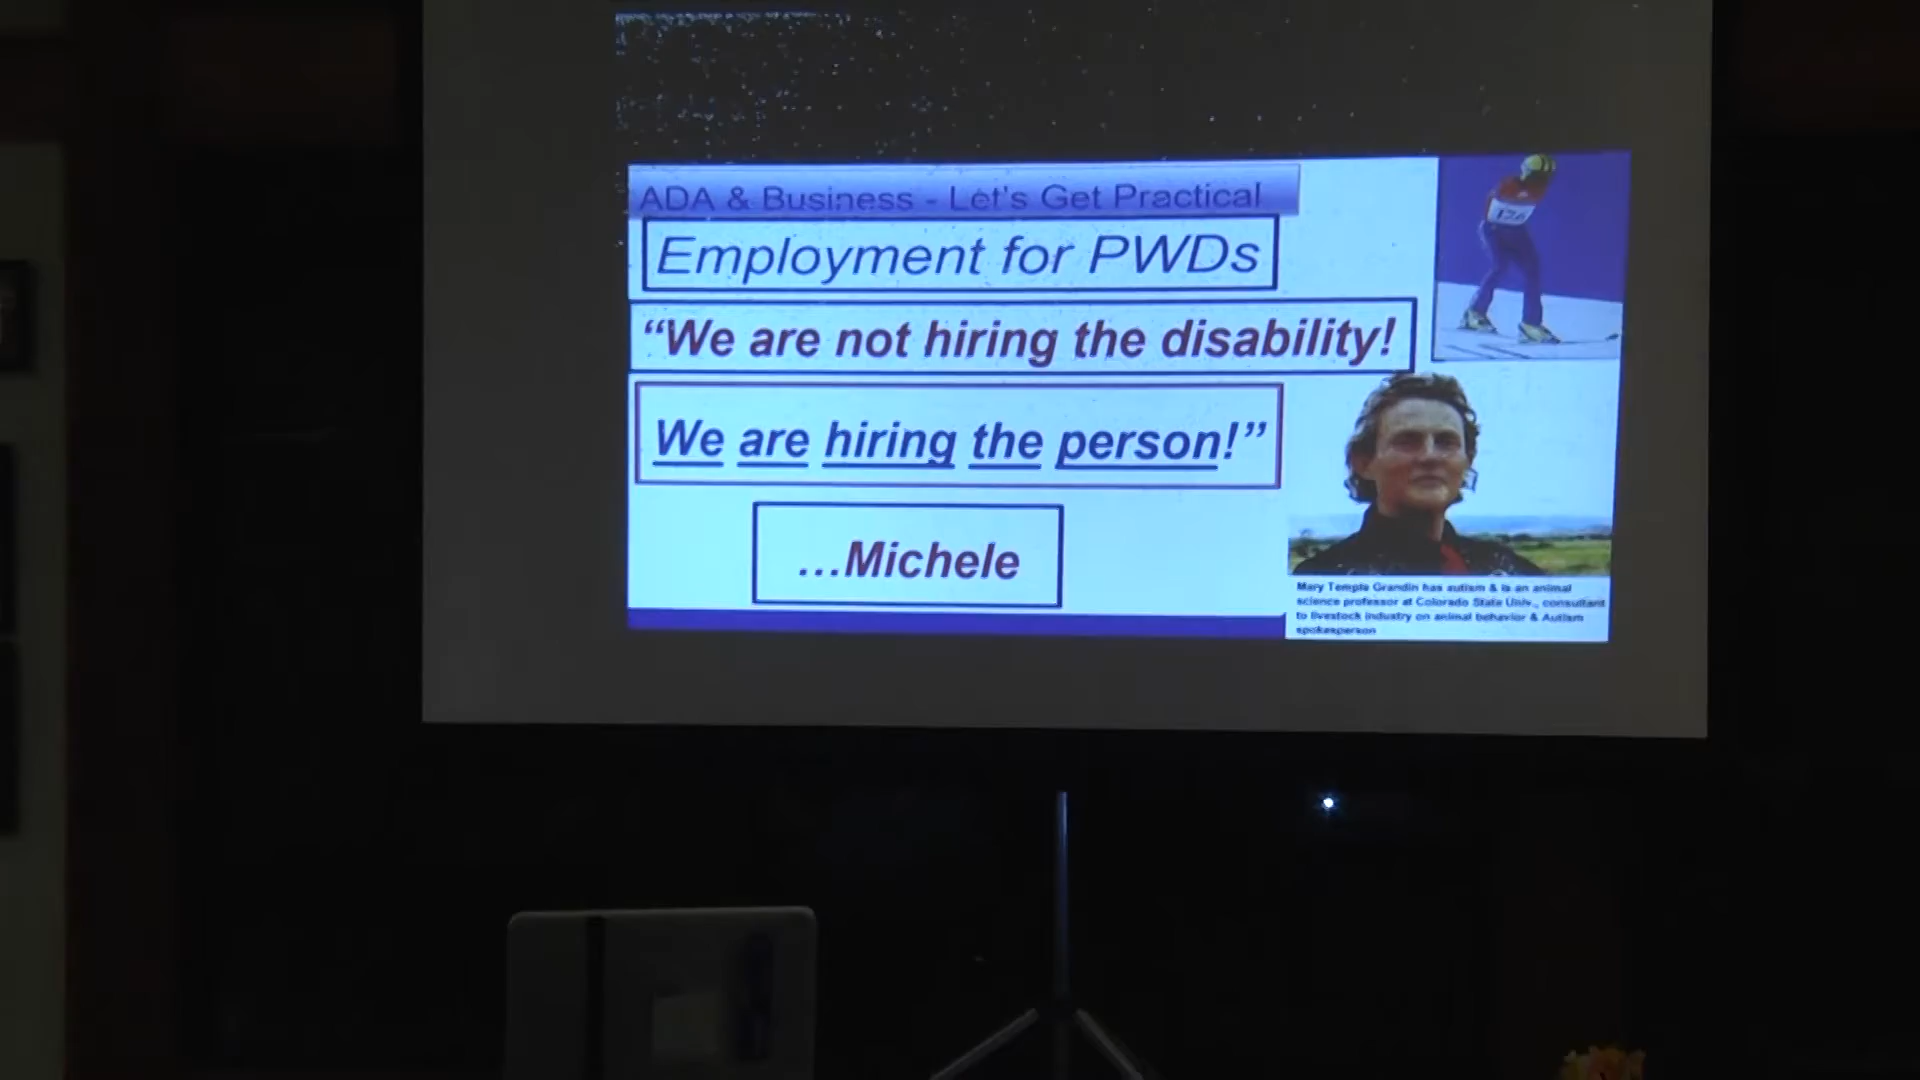 ADA & Business - Let's Get Practical
Employment for PWDs
“We are not hiring the disability!
We are hiring the person!”
...Michele
126
Mary Temple Grandin has autism & is an animal
science professor at Colorado State Univ., consultant
to livestock industry on animal behavior & Autism
spokesperson